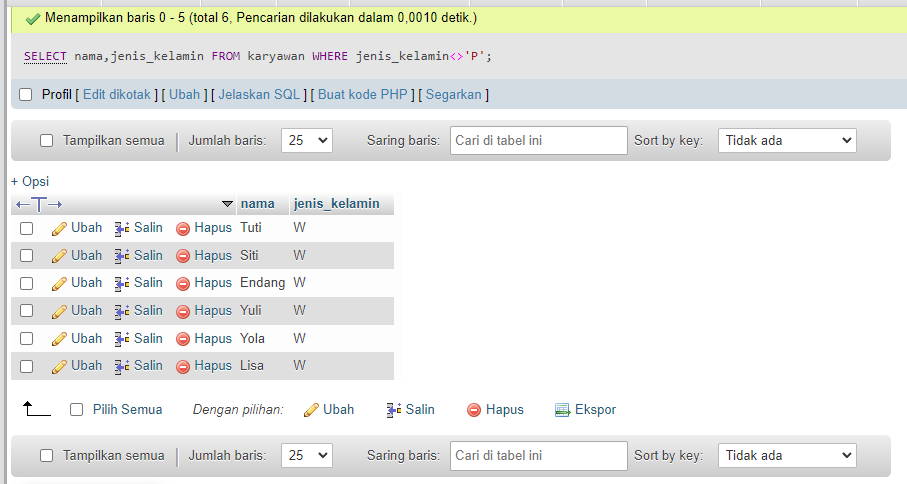 Menampilkan baris 0 - 5 (total 6, Pencarian dilakukan dalam 0,0010 detik.)
SELECT nama,jenis_kelamin FROM karyawan WHERE jenis_kelamin<>'P';
Profil [ Edit dikotak ] [ Ubah ] [ Jelaskan SQL ] [ Buat kode PHP ] [ Segarkan ]
Tampilkan semua | Jumlah baris: 25 Saring baris: Cari di tabel ini Sort by key: Tidak ada
+ Opsi
←T→ nama jenis_kelamin
Ubah Salin Hapus Tuti W
Ubah Salin Hapus Siti W
Ubah Salin Hapus Endang W
Ubah Salin Hapus Yuli W
Ubah Salin Hapus Yola W
Ubah Salin Hapus Lisa W
Pilih Semua Dengan pilihan: Ubah Salin Hapus Ekspor
Tampilkan semua | Jumlah baris: 25 Saring baris: Cari di tabel ini Sort by key: Tidak ada